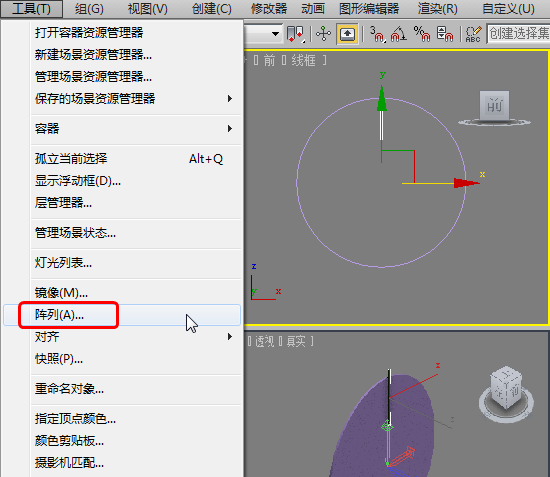 工具(T) 组(G) 视图(V) 创建(C) 修改器 动画 图形编辑器 渲染(R) 自定义(U)
打开容器资源管理器
新建场景资源管理器...
管理场景资源管理器...
保存的场景资源管理器
容器
孤立当前选择 Alt+Q
显示浮动框(D)...
层管理器...
管理场景状态...
灯光列表...
镜像(M)...
阵列(A)...
对齐
快照(P)...
重命名对象...
指定顶点颜色...
颜色剪贴板...
摄影机匹配...
3 % ABC 创建选择集
前 线框
y
x
前
z
y x
透视 真实
z